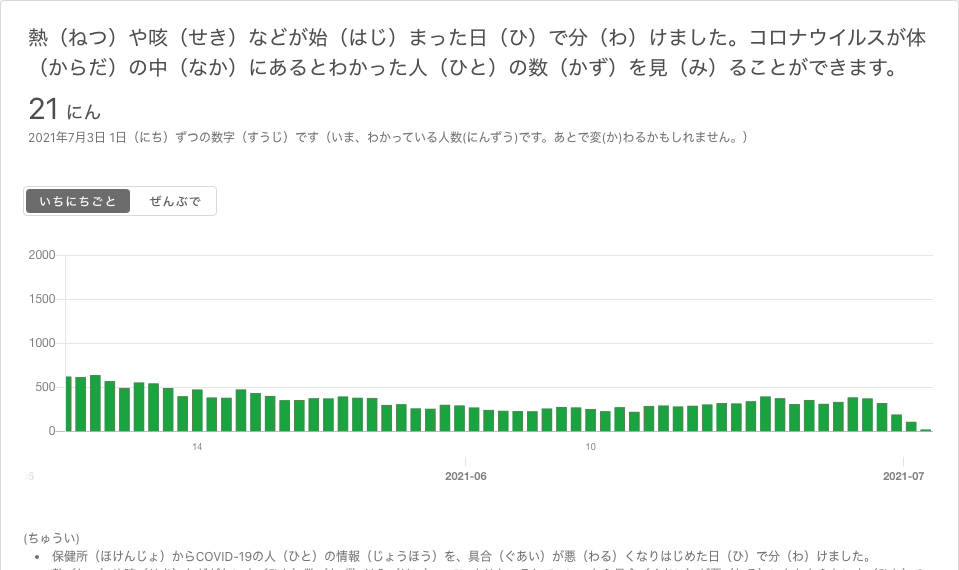 熱（ねつ）や咳（せき）などが始（はじ）まった日（ひ）で分（わ）けました。コロナウイルスが体
（からだ）の中（なか）にあるとわかった人（ひと）の数（かず）を見（み）ることができます。
21 にん
2021年7月3日 1日（にち）ずつの数字（すうじ）です（いま、わかっている人数(にんずう)です。あとで変(か)わるかもしれません。）
いちにちごと ぜんぶで
2000
1500
1000
500
0
14 10
2021-06 2021-07
(ちゅうい)
• 保健所（ほけんじょ）からCOVID-19の人（ひと）の情報（じょうほう）を、具合（ぐあい）が悪（わる）くなりはじめた日（ひ）で分（わ）けました。